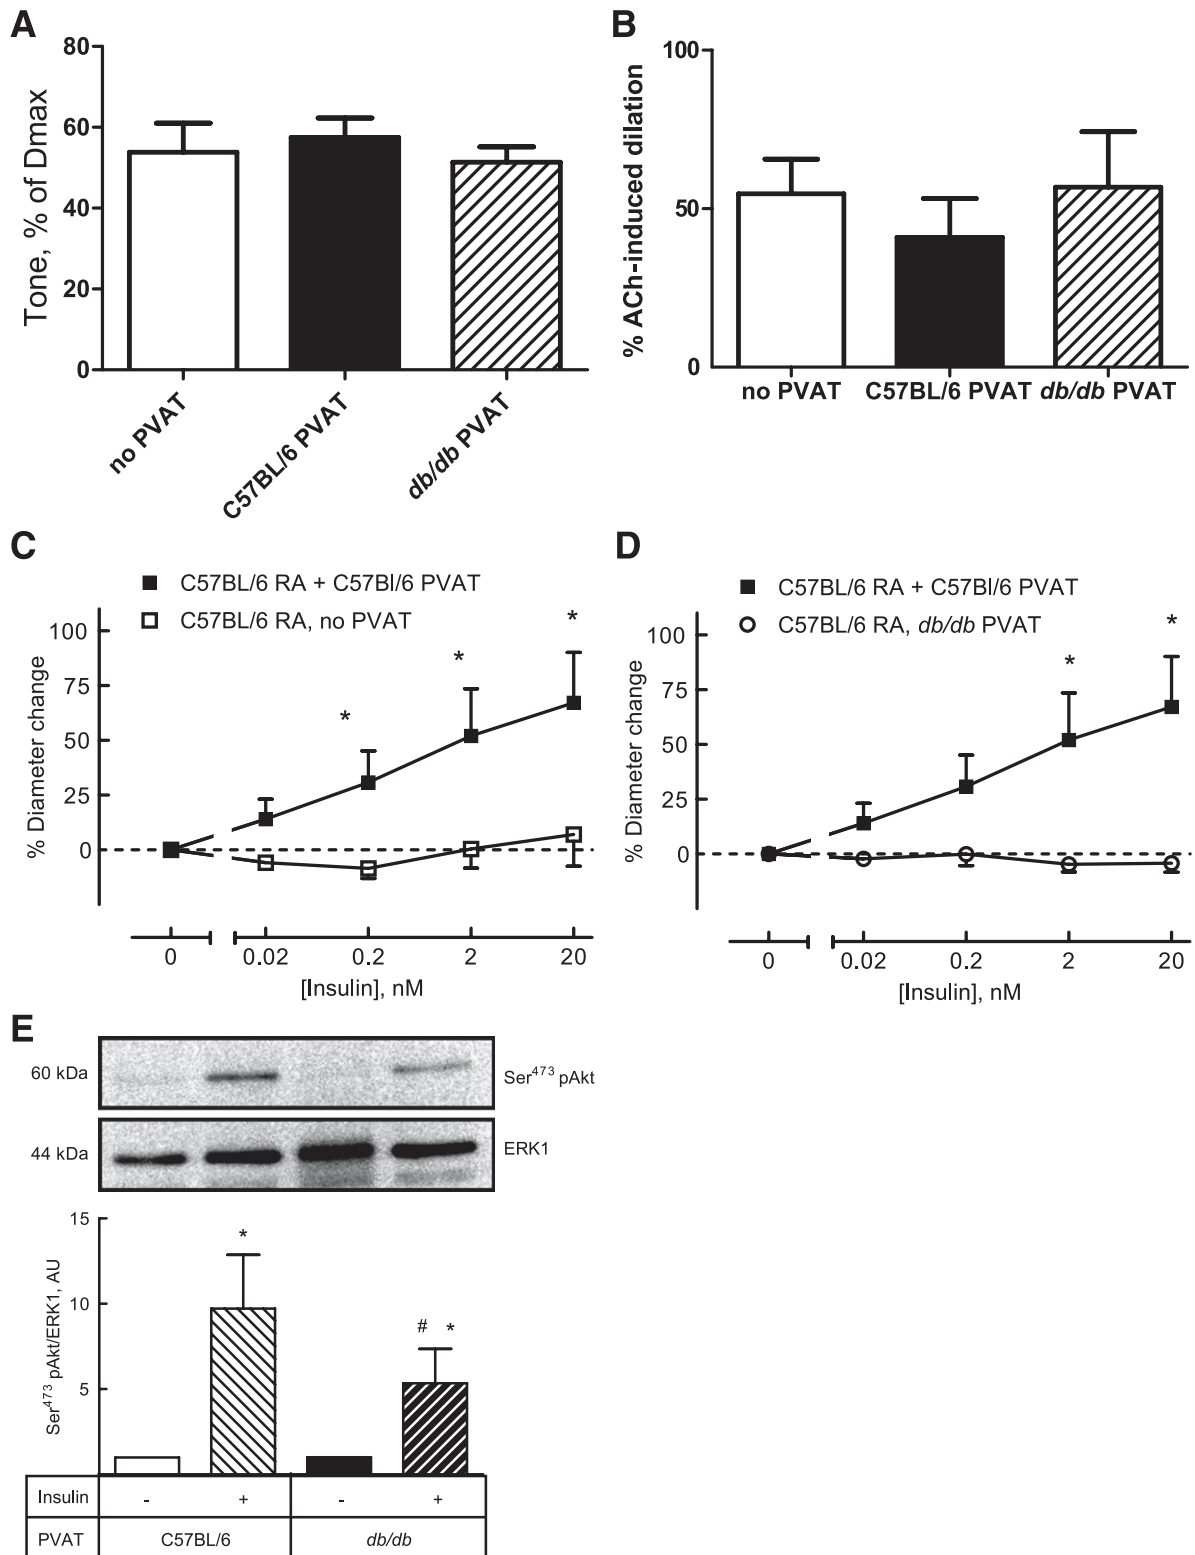 A
Tone, % of Dmax
80
60
40
20
0
no PVAT
C57BL/6 PVAT
db/db PVAT
B
% ACh-induced dilation
100
50
0
no PVAT C57BL/6 PVAT db/db PVAT
C
C57BL/6 RA + C57Bl/6 PVAT
C57BL/6 RA, no PVAT
% Diameter change
100
75
50
25
0
* * *
0 0.02 0.2 2 20
[Insulin], nM
D
C57BL/6 RA + C57Bl/6 PVAT
C57BL/6 RA, db/db PVAT
% Diameter change
100
75
50
25
0
* *
0 0.02 0.2 2 20
[Insulin], nM
E
60 kDa
Ser473 pAkt
44 kDa
ERK1
Ser473 pAkt/ERK1, AU
15
10
5
*
# *
Insulin - + - +
PVAT C57BL/6 db/db